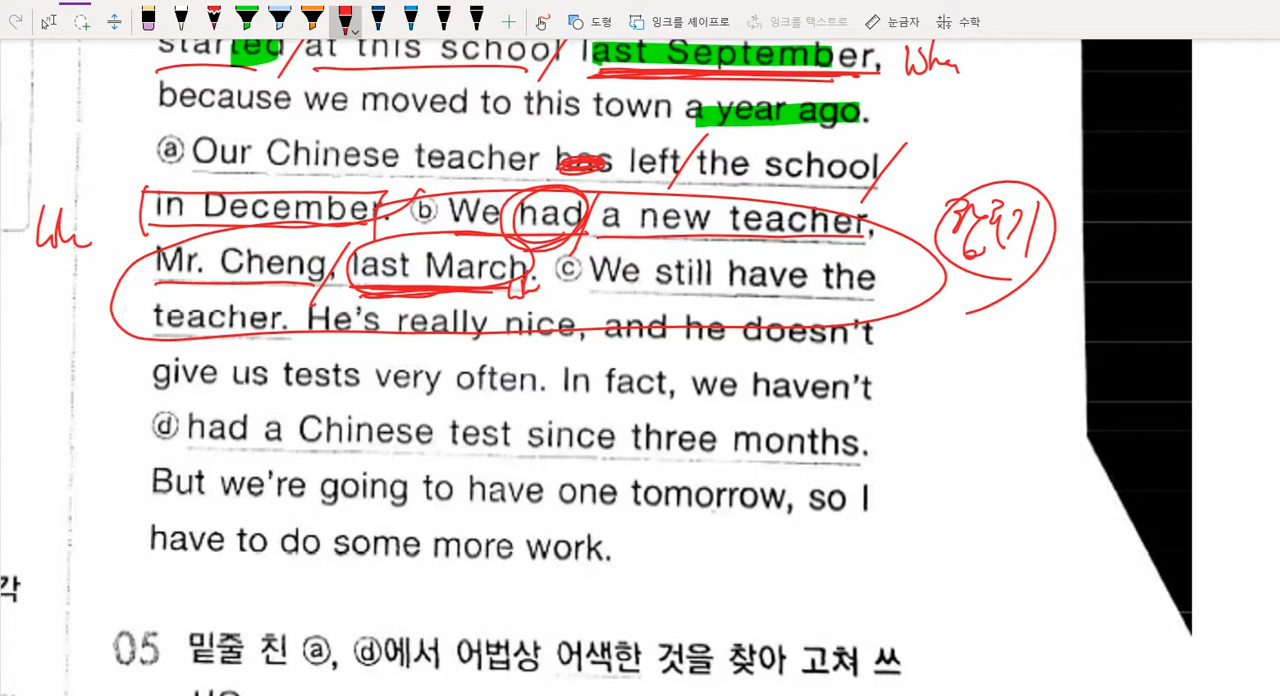 도형 잉크를 셰이프로 잉크를 텍스트로 눈금자 수학
started at this school last September, when
because we moved to this town a year ago.
ⓐ Our Chinese teacher has left the school
in December. ⓑ We had a new teacher,
Mr. Cheng, last March. ⓒ We still have the
teacher. He's really nice, and he doesn't
give us tests very often. In fact, we haven't
ⓓ had a Chinese test since three months.
But we're going to have one tomorrow, so I
have to do some more work.
각
05 밑줄 친 ⓐ, ⓓ에서 어법상 어색한 것을 찾아 고쳐 쓰